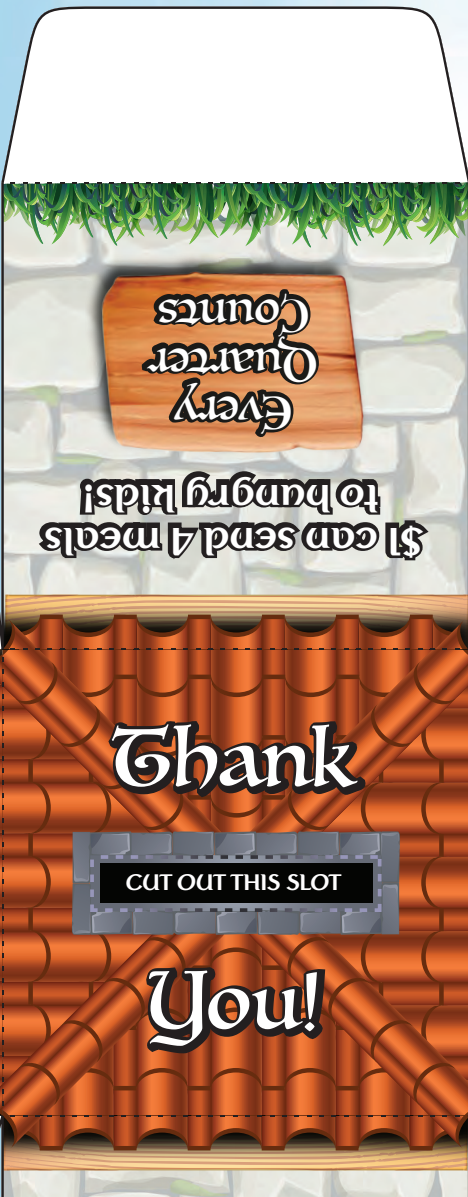 Every
Quarter
Counts
$1 can send 4 meals
to hungry kids!
Thank
CUT OUT THIS SLOT
You!